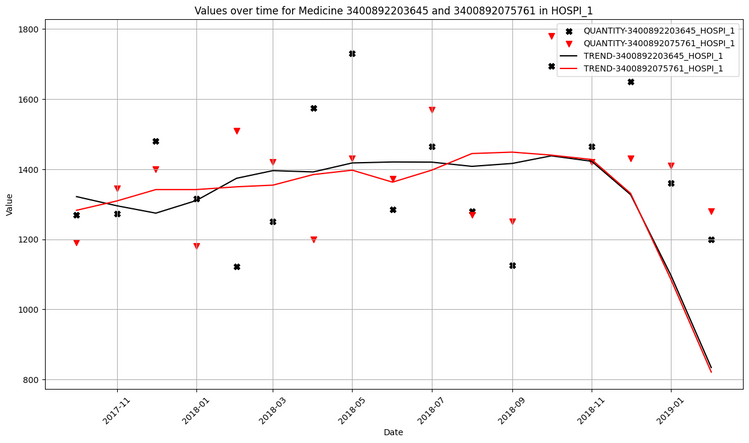 Values over time for Medicine 3400892203645 and 3400892075761 in HOSPI_1
QUANTITY-3400892203645_HOSPI_1
QUANTITY-3400892075761_HOSPI_1
TREND-3400892203645_HOSPI_1
TREND-3400892075761_HOSPI_1
1800
1600
1400
1200
1000
800
Value
2017-11
2018-01
2018-03
2018-05
2018-07
2018-09
2018-11
2019-01
Date